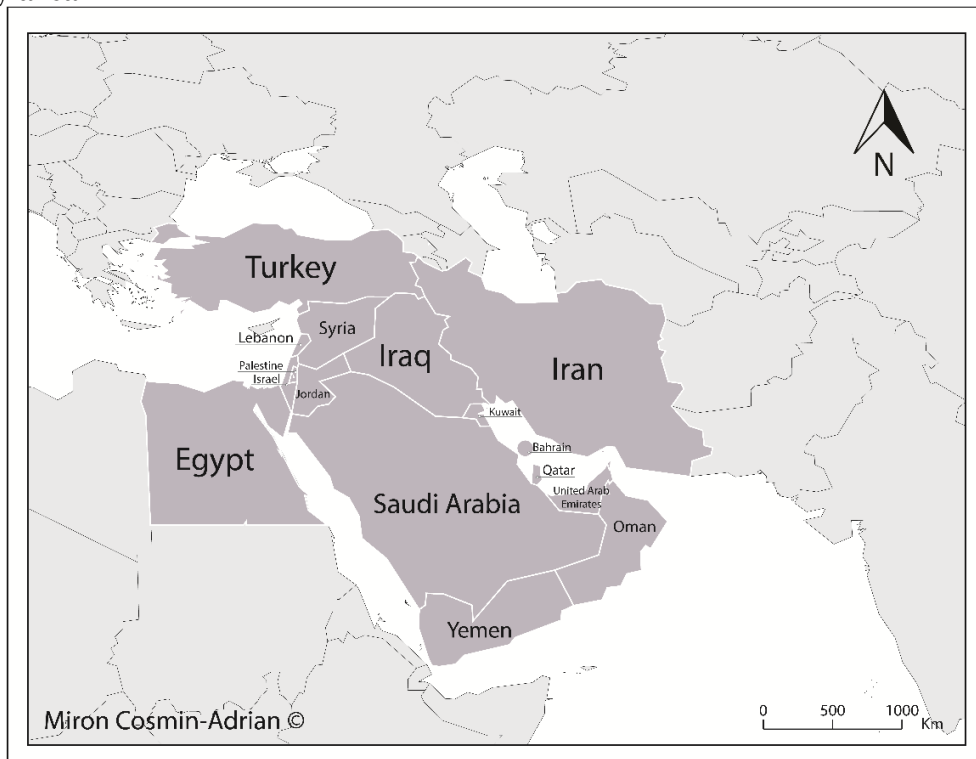 N
Turkey
Syria
Lebanon
Iraq
Iran
Palestine
Israel
Jordan
Kuwait
Egypt
Bahrain
Qatar
Saudi Arabia
United Arab
Emirates
Oman
Yemen
Miron Cosmin-Adrian ©
0 500 1000
Km